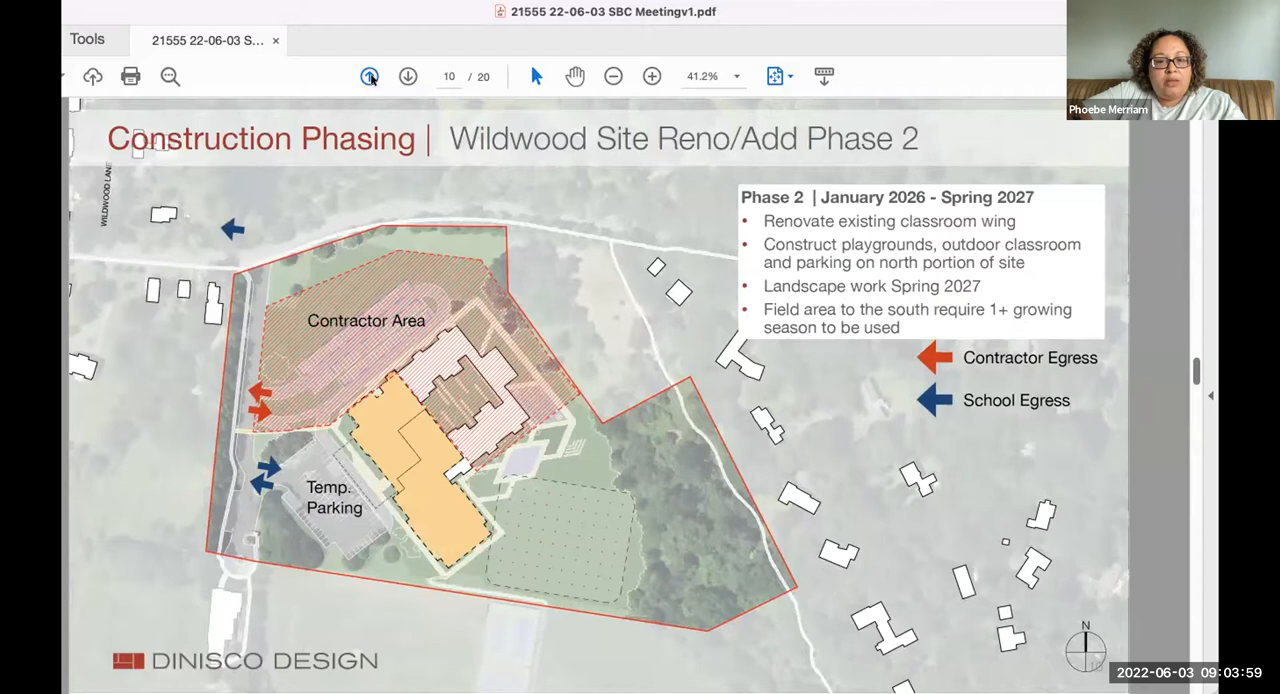 21555 22-06-03 SBC Meetingv1.pdf
Tools
21555 22-06-03 S... ×
10 / 20
41.2%
Phoebe Merriam
Construction Phasing | Wildwood Site Reno/Add Phase 2
WILDWOOD LANE
Phase 2 | January 2026 - Spring 2027
• Renovate existing classroom wing
• Construct playgrounds, outdoor classroom
and parking on north portion of site
• Landscape work Spring 2027
• Field area to the south require 1+ growing
season to be used
Contractor Area
Contractor Egress
School Egress
Temp.
Parking
N
DINISCO DESIGN
10
2022-06-03 09:03:59